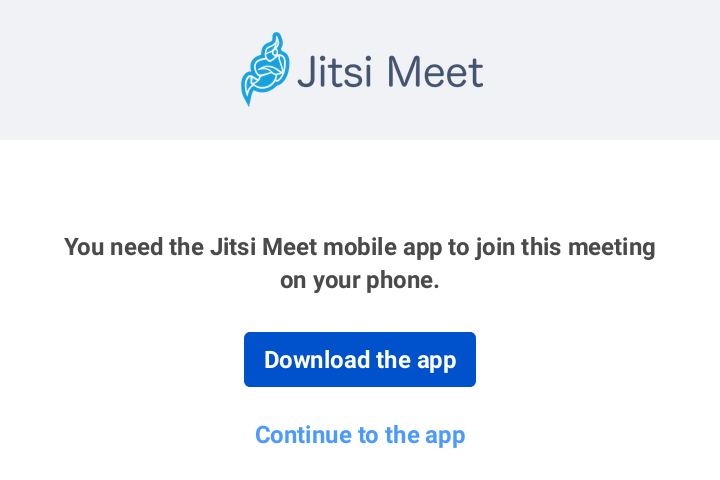 Jitsi Meet
You need the Jitsi Meet mobile app to join this meeting
on your phone.
Download the app
Continue to the app